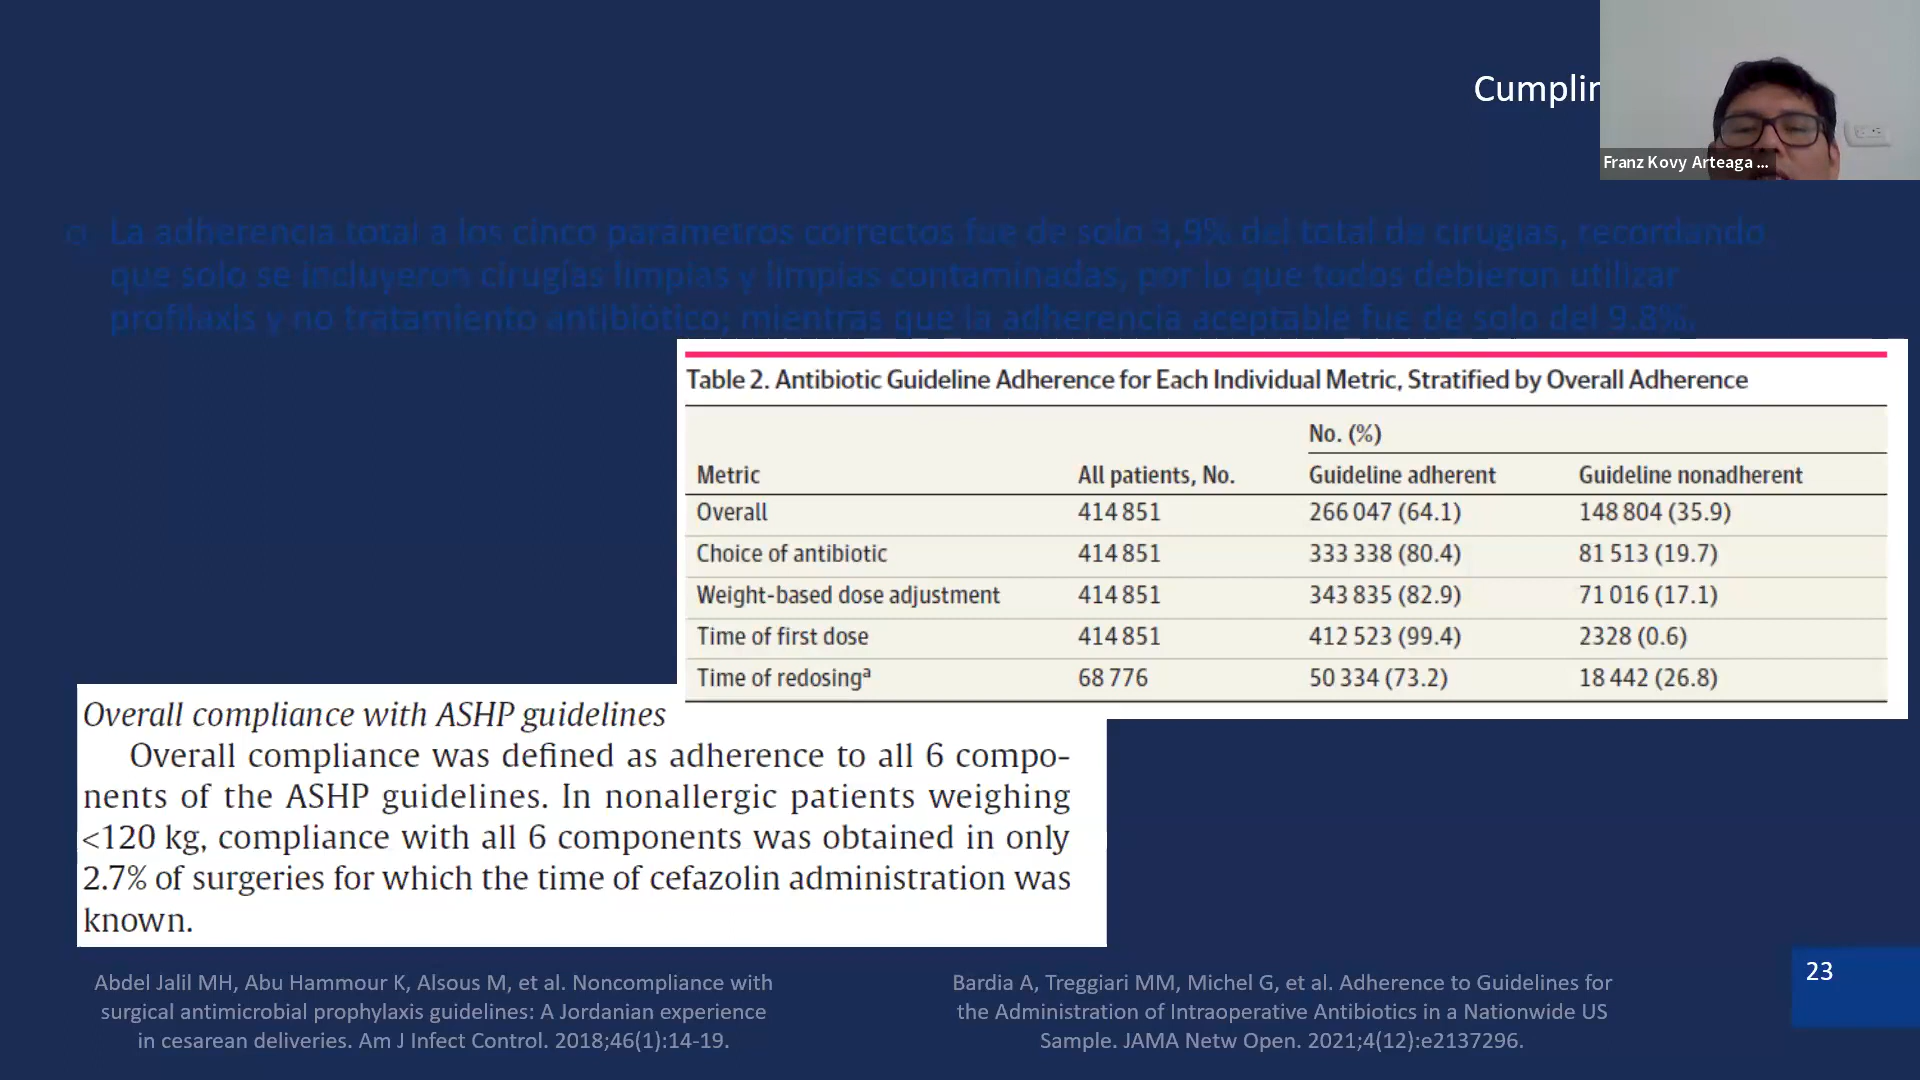 Cumplim
Franz Kovy Arteaga ...
La adherencia total a los cinco parámetros correctos fue de solo 3,9% del total de cirugías, recordando
que solo se incluyeron cirugías limpias y limpias contaminadas, por lo que todos debieron utilizar
profilaxis y no tratamiento antibiótico; mientras que la adherencia aceptable fue de solo del 9.8%.
Table 2. Antibiotic Guideline Adherence for Each Individual Metric, Stratified by Overall Adherence
No. (%)
Metric All patients, No. Guideline adherent Guideline nonadherent
Overall 414 851 266 047 (64.1) 148 804 (35.9)
Choice of antibiotic 414 851 333 338 (80.4) 81 513 (19.7)
Weight-based dose adjustment 414 851 343 835 (82.9) 71 016 (17.1)
Time of first dose 414 851 412 523 (99.4) 2328 (0.6)
Time of redosingª 68 776 50 334 (73.2) 18 442 (26.8)
Overall compliance with ASHP guidelines
Overall compliance was defined as adherence to all 6 compo-
nents of the ASHP guidelines. In nonallergic patients weighing
<120 kg, compliance with all 6 components was obtained in only
2.7% of surgeries for which the time of cefazolin administration was
known.
Abdel Jalil MH, Abu Hammour K, Alsous M, et al. Noncompliance with
surgical antimicrobial prophylaxis guidelines: A Jordanian experience
in cesarean deliveries. Am J Infect Control. 2018;46(1):14-19.
Bardia A, Treggiari MM, Michel G, et al. Adherence to Guidelines for
the Administration of Intraoperative Antibiotics in a Nationwide US
Sample. JAMA Netw Open. 2021;4(12):e2137296.
23